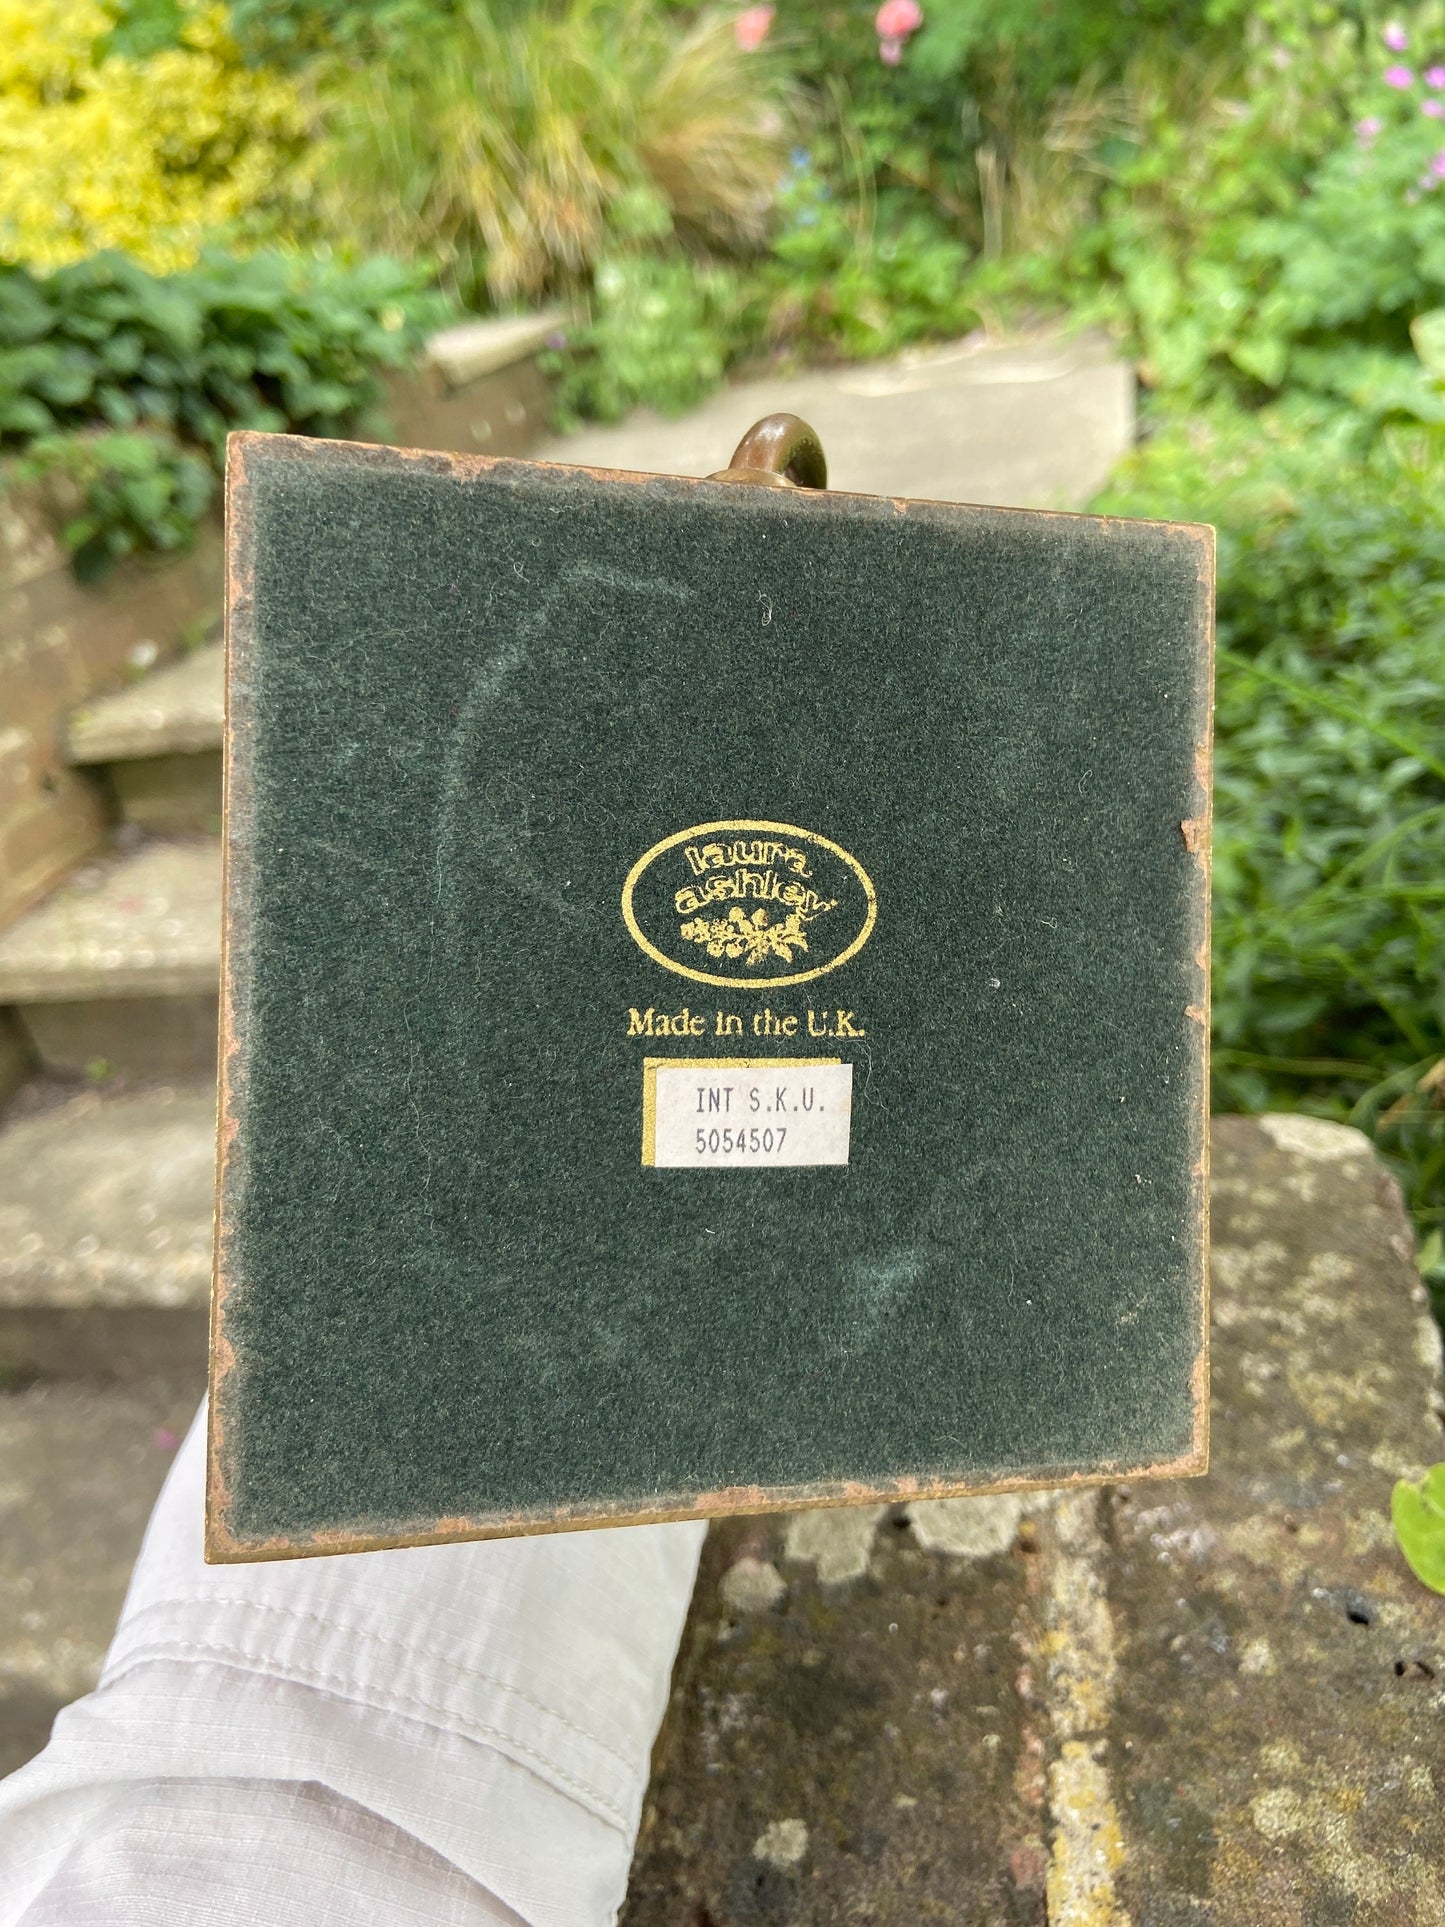 laura
ashley
Made in the U.K.
INT S.K.U.
5054507